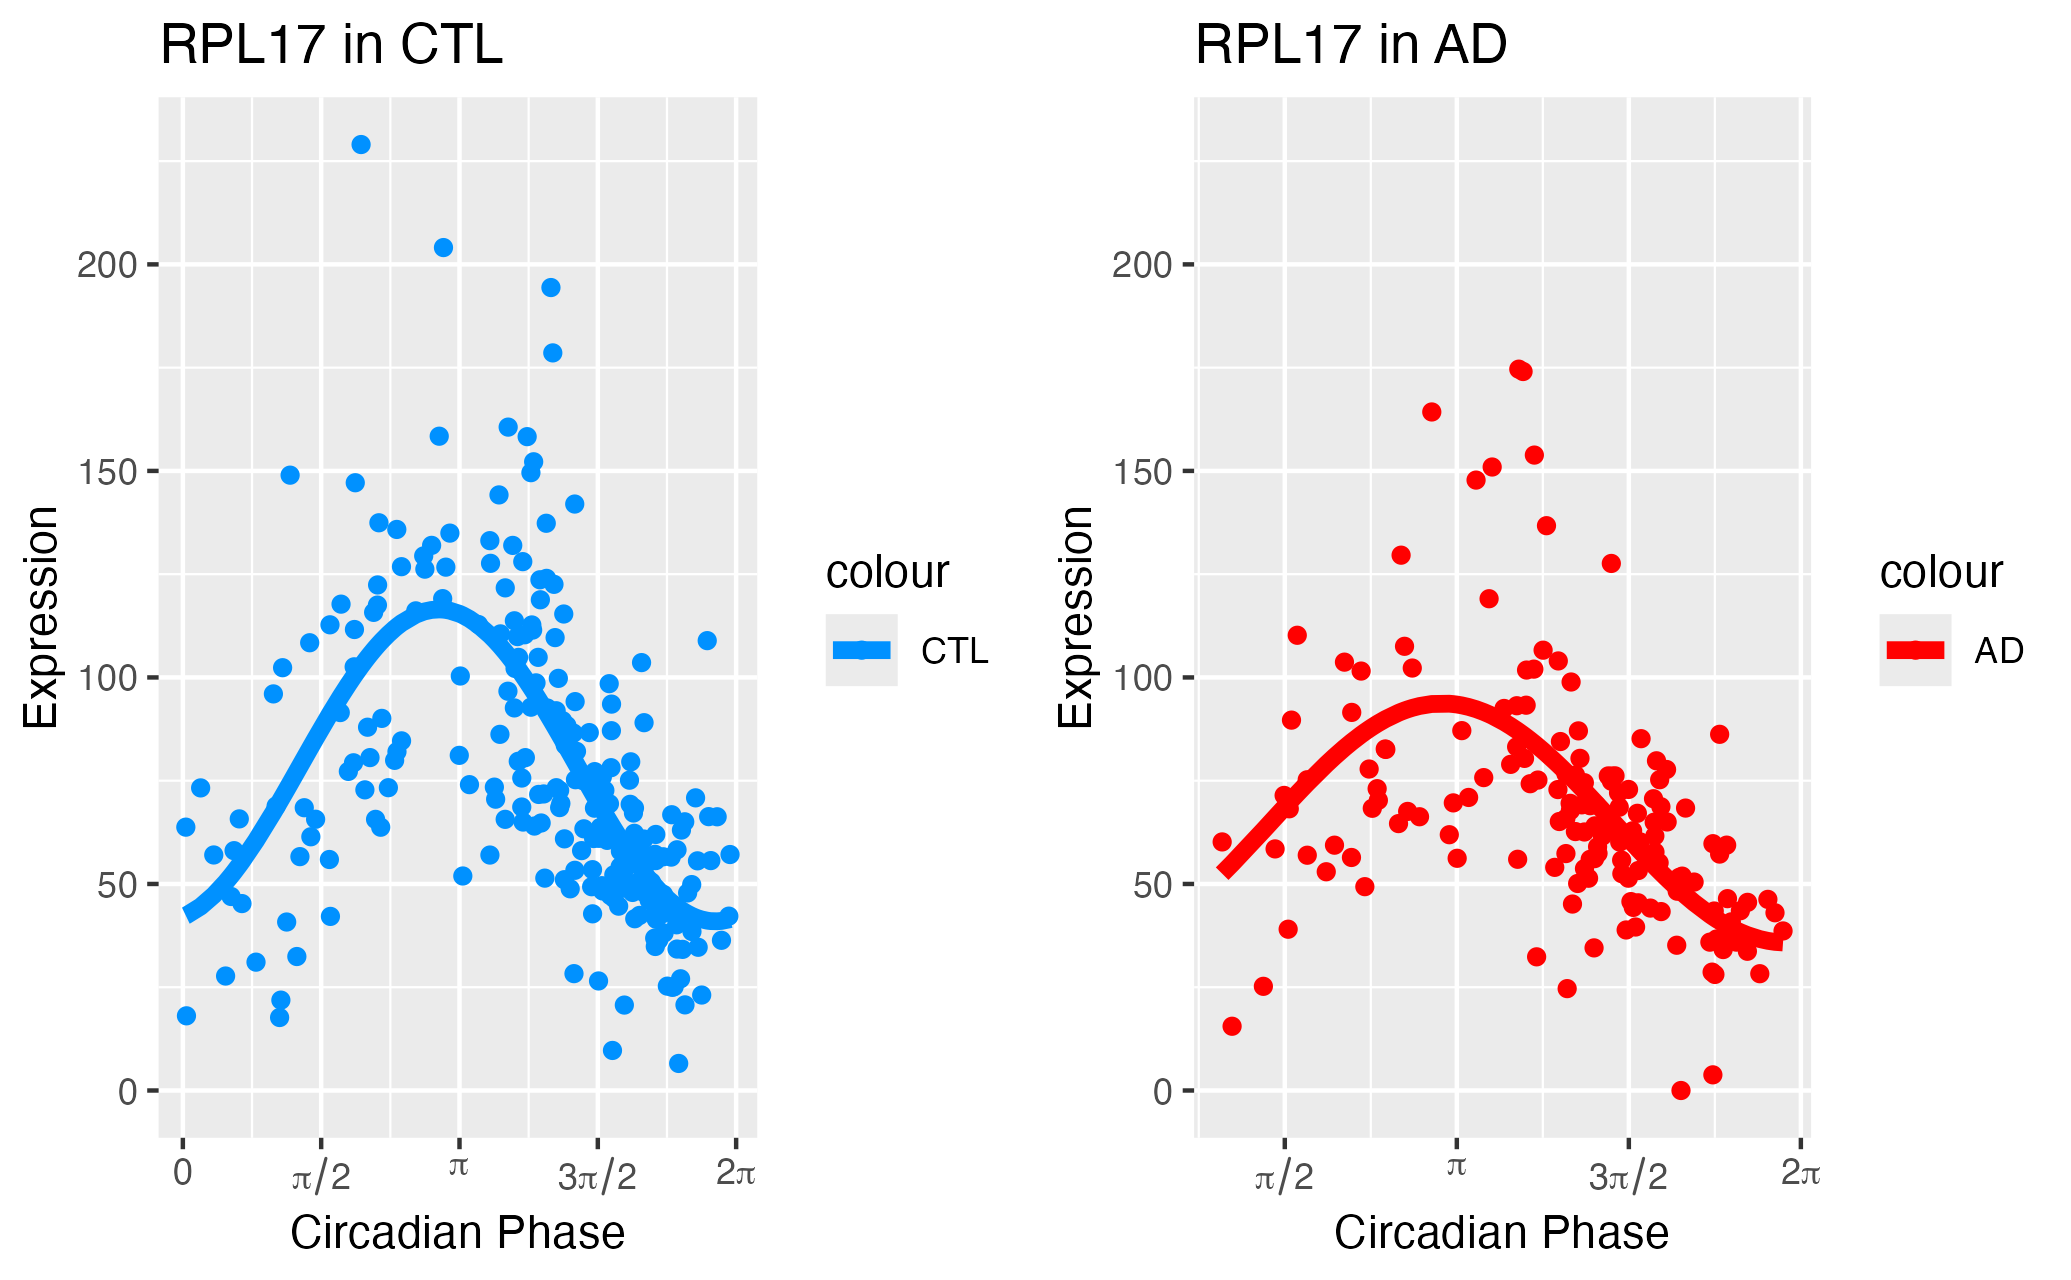 RPL17 in CTL
Expression
200
150
100
50
0
0
π/2
π
3π/2
2π
Circadian Phase
colour
CTL
RPL17 in AD
Expression
200
150
100
50
0
π/2
π
3π/2
2π
Circadian Phase
colour
AD